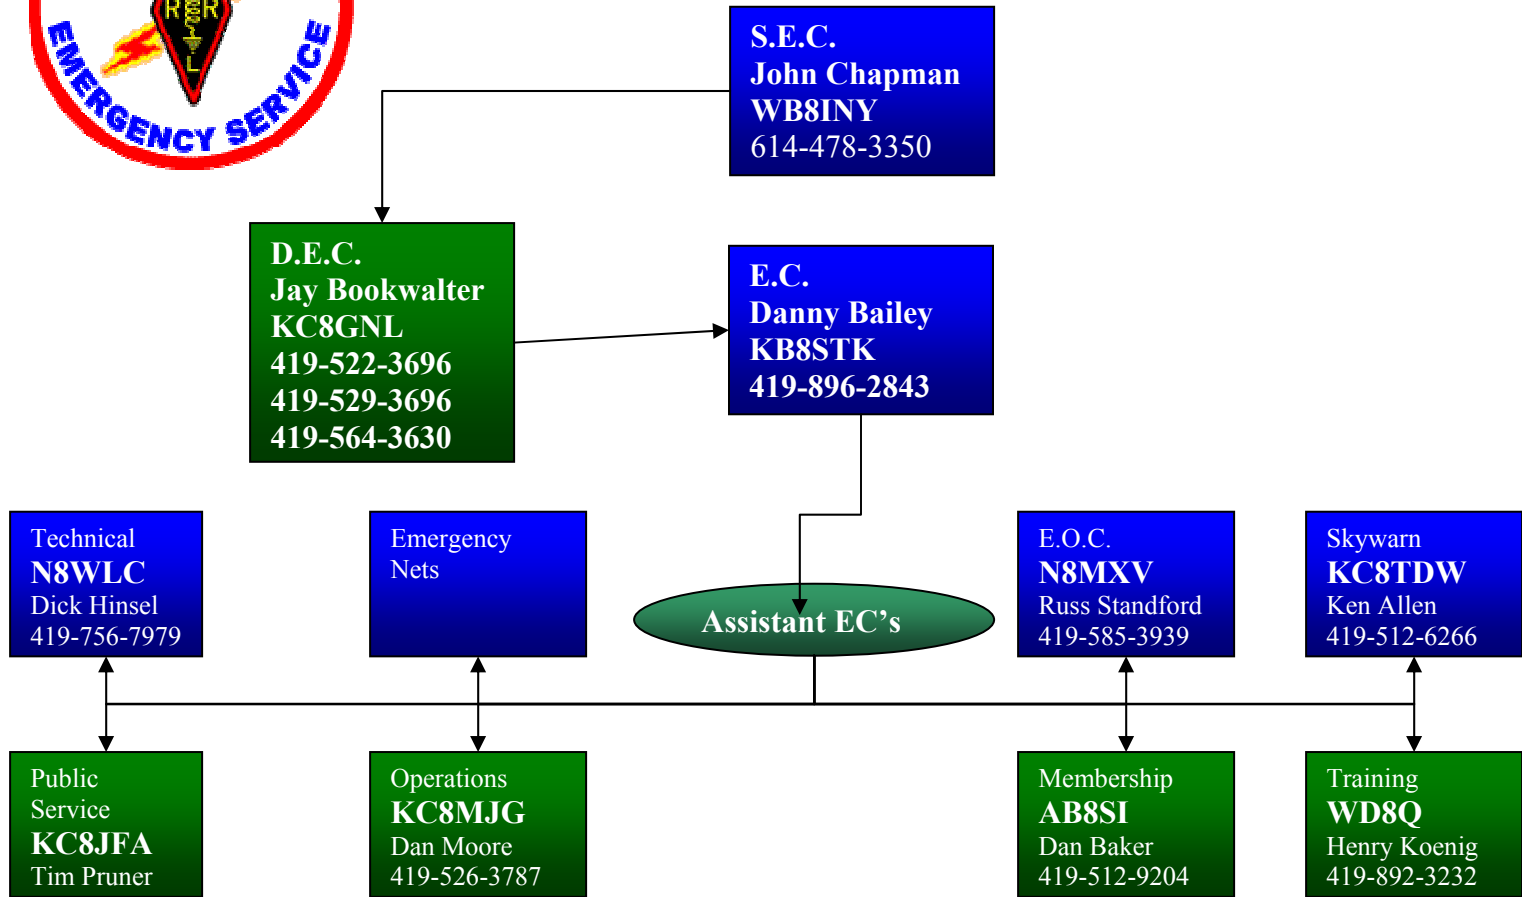 R R
L
EMERGENCY SERVICE
S.E.C.
John Chapman
WB8INY
614-478-3350
D.E.C.
Jay Bookwalter
KC8GNL
419-522-3696
419-529-3696
419-564-3630
E.C.
Danny Bailey
KB8STK
419-896-2843
Assistant EC’s
Technical
N8WLC
Dick Hinsel
419-756-7979
Emergency
Nets
E.O.C.
N8MXV
Russ Standford
419-585-3939
Skywarn
KC8TDW
Ken Allen
419-512-6266
Public
Service
KC8JFA
Tim Pruner
Operations
KC8MJG
Dan Moore
419-526-3787
Membership
AB8SI
Dan Baker
419-512-9204
Training
WD8Q
Henry Koenig
419-892-3232